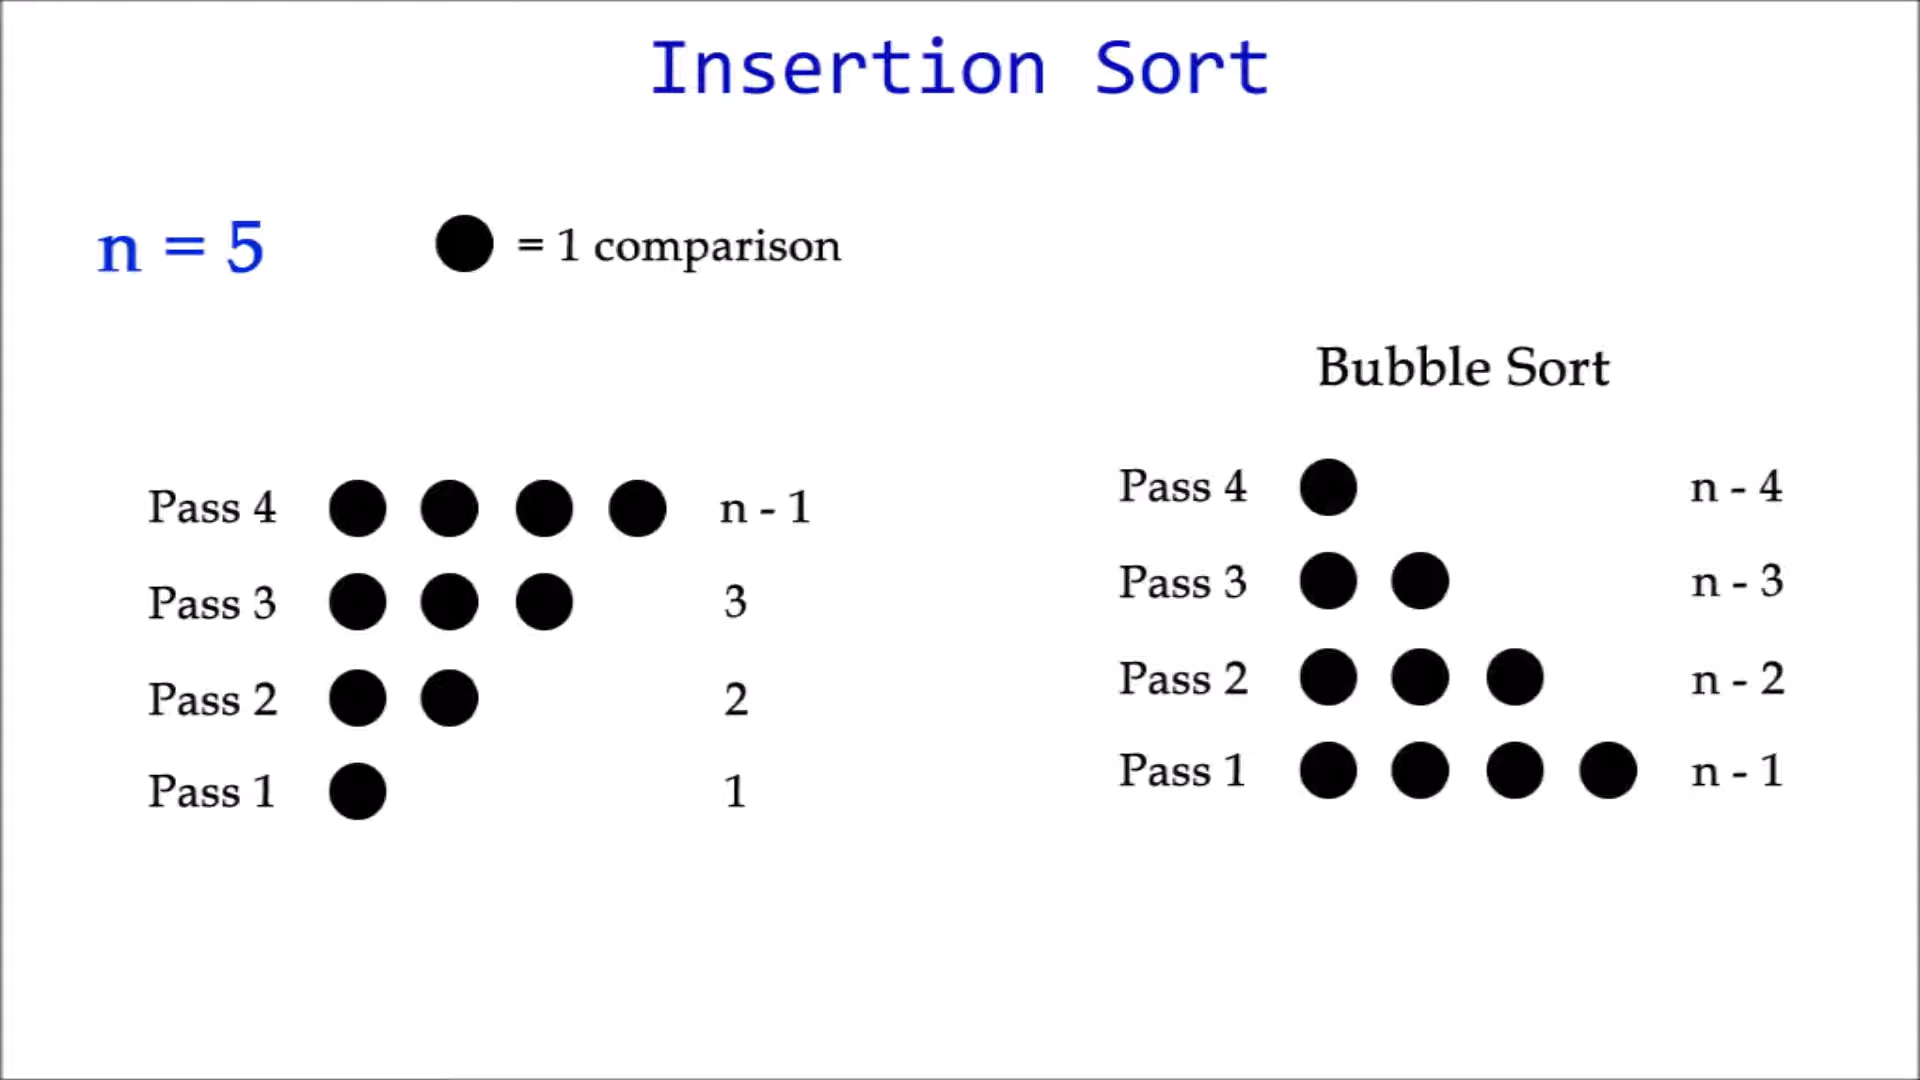 Insertion Sort
n = 5
= 1 comparison
Pass 4 n - 1
Pass 3 3
Pass 2 2
Pass 1 1
Bubble Sort
Pass 4 n - 4
Pass 3 n - 3
Pass 2 n - 2
Pass 1 n - 1